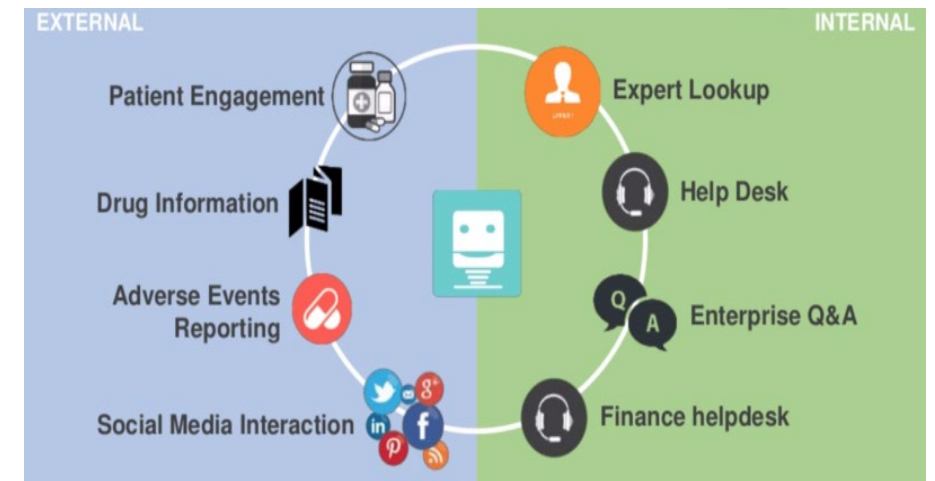 EXTERNAL
INTERNAL
Patient Engagement
Expert Lookup
Drug Information
Help Desk
Adverse Events
Reporting
Q
A
Enterprise Q&A
Social Media Interaction
Finance helpdesk